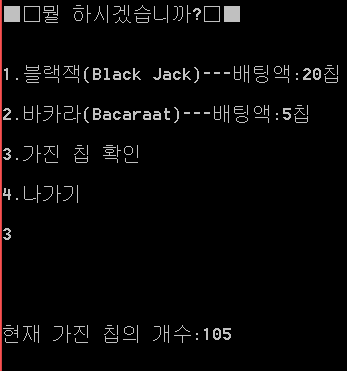 ■□뭘 하시겠습니까?□■
1.블랙잭(Black Jack)---배팅액:20칩
2.바카라(Bacaraat)---배팅액:5칩
3.가진 칩 확인
4.나가기
3
현재 가진 칩의 개수:105